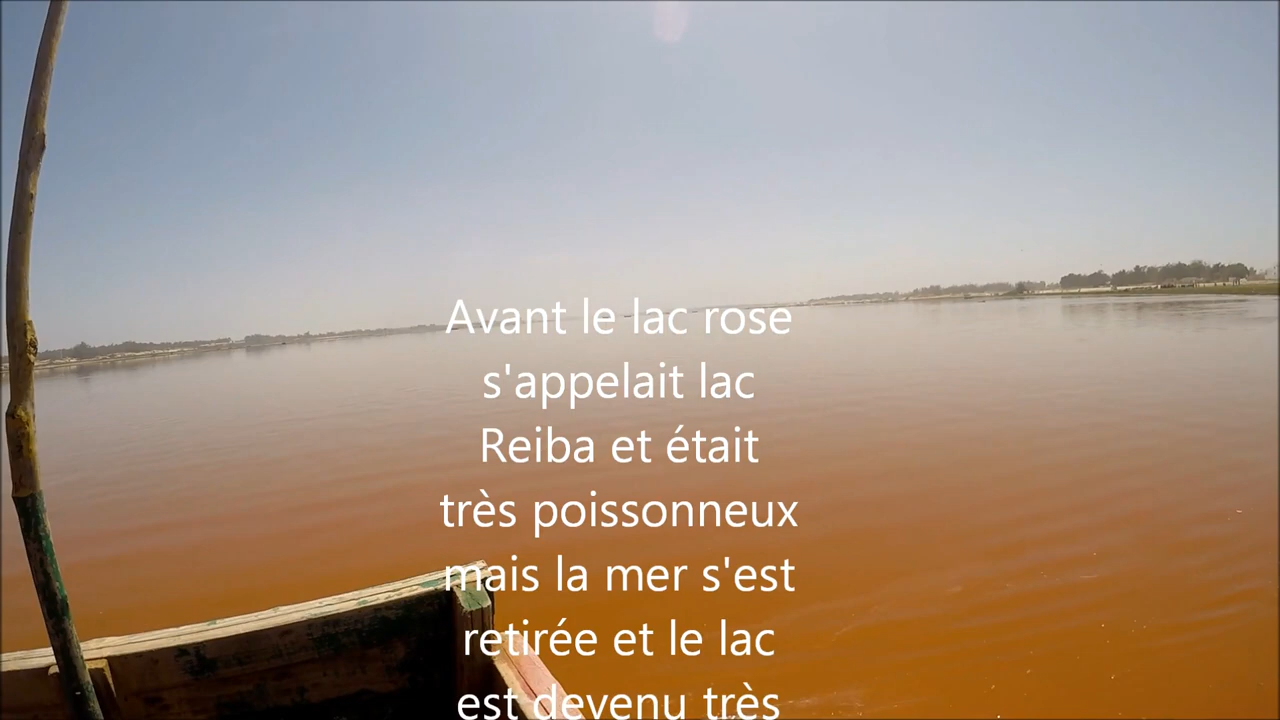 Avant le lac rose
s'appelait lac
Reiba et était
très poissonneux
mais la mer s'est
retirée et le lac
est devenu très